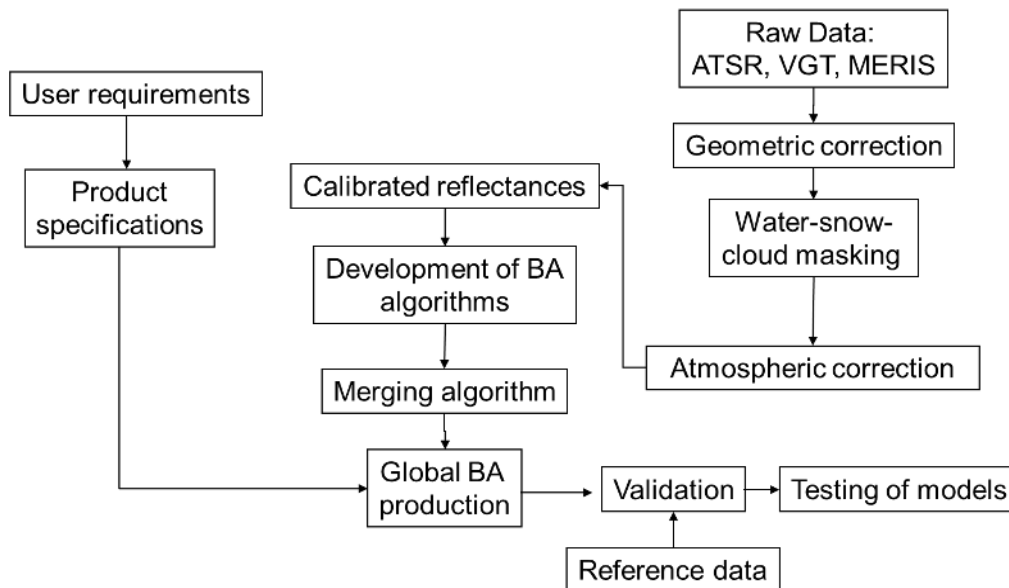 Raw Data:
ATSR, VGT, MERIS
User requirements
Geometric correction
Product
specifications
Calibrated reflectances
Water-snow-
cloud masking
Development of BA
algorithms
Atmospheric correction
Merging algorithm
Global BA
production
Validation
Testing of models
Reference data